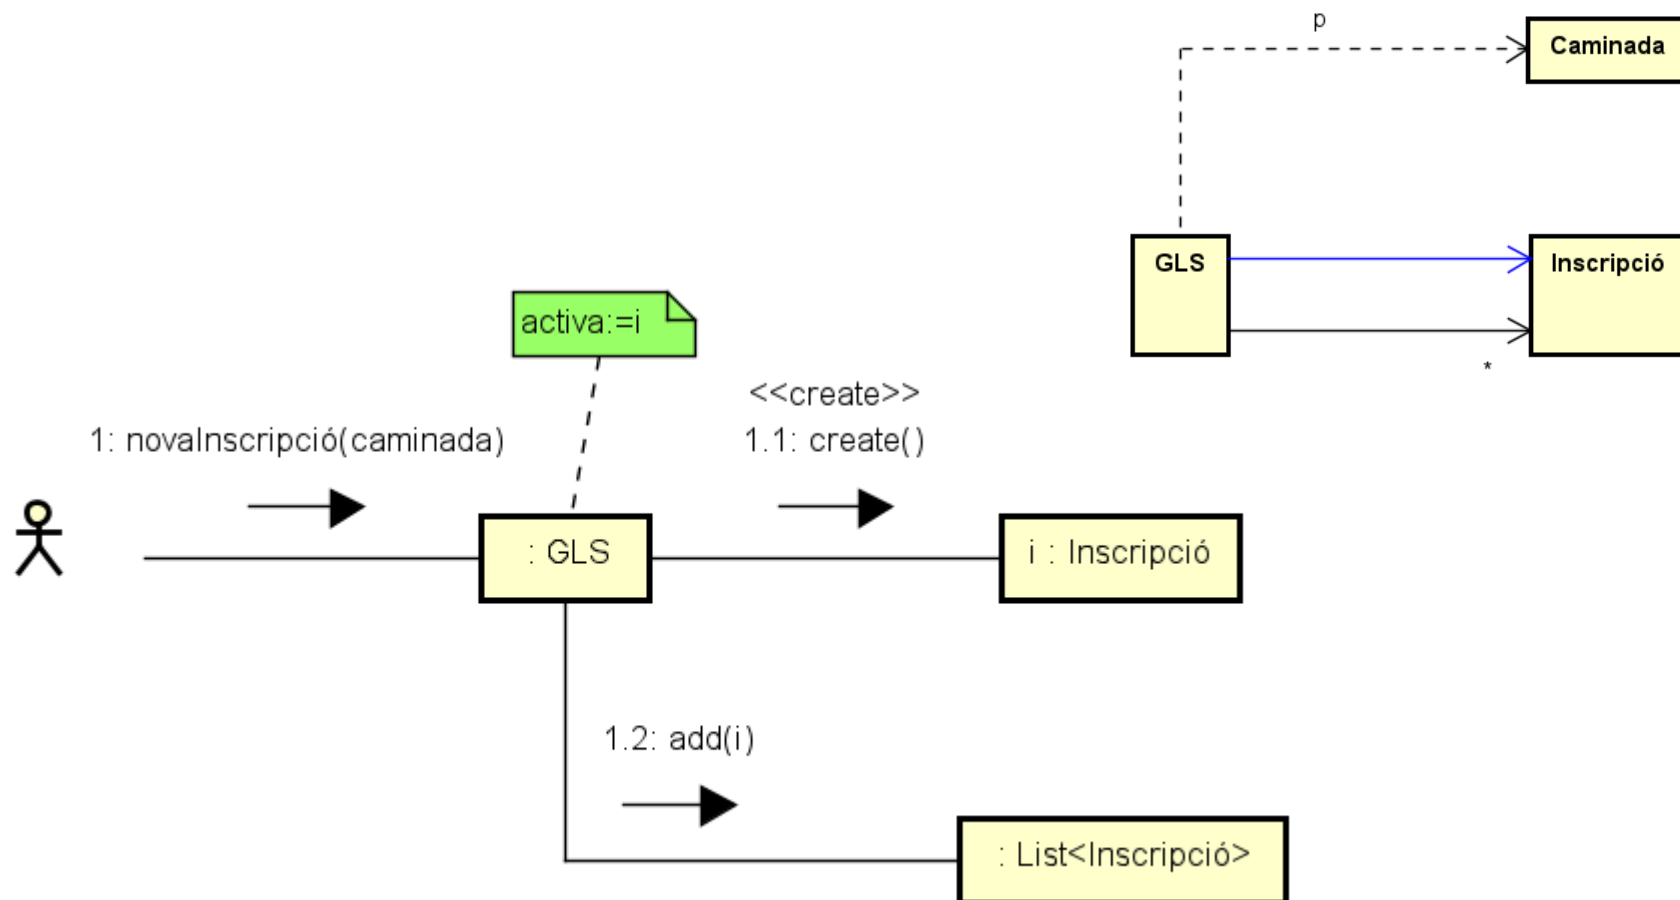 p
Caminada
GLS
Inscripció
*
activa:=i
<<create>>
1: novaInscripció(caminada)
1.1: create()
: GLS
i : Inscripció
1.2: add(i)
: List<Inscripció>